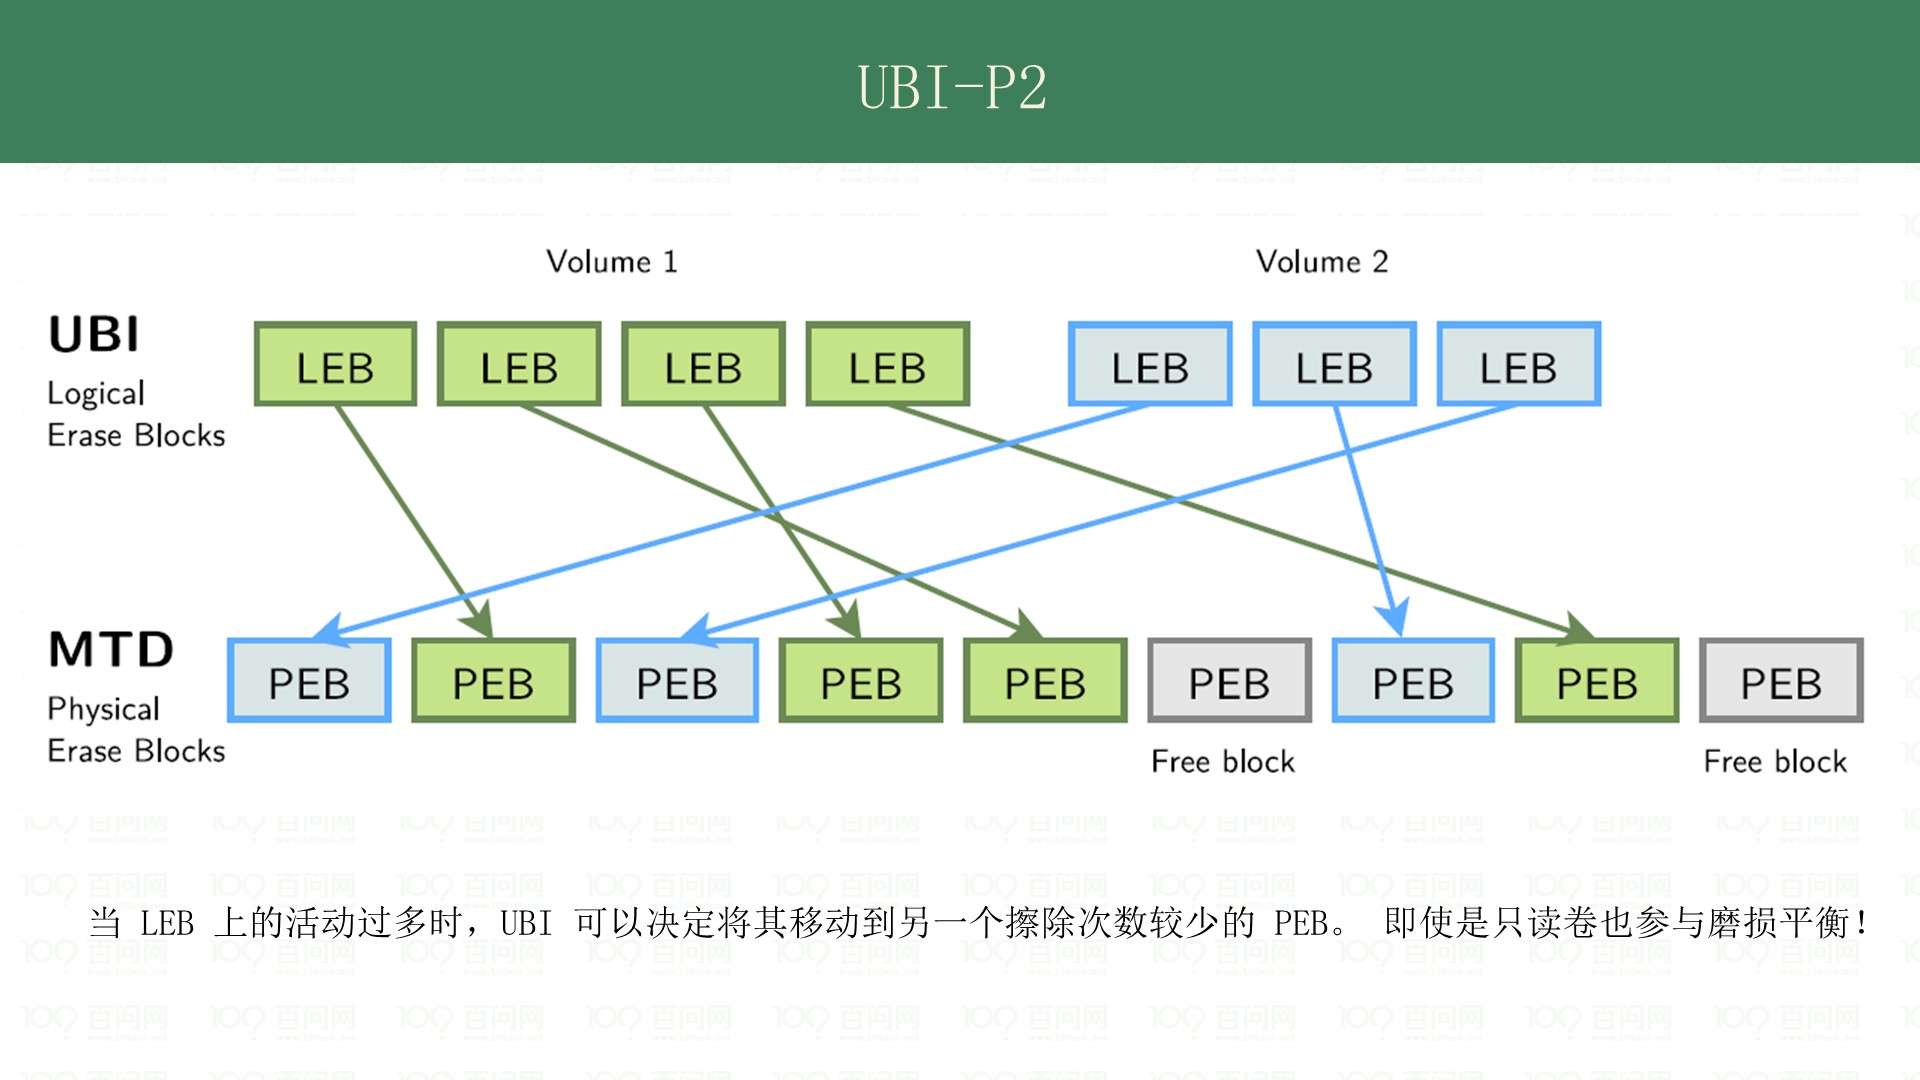 UBI-P2
Volume 1
Volume 2
UBI
Logical
Erase Blocks
LEB LEB LEB LEB LEB LEB LEB
MTD
Physical
Erase Blocks
PEB PEB PEB PEB PEB PEB PEB PEB PEB
Free block
Free block
当 LEB 上的活动过多时，UBI 可以决定将其移动到另一个擦除次数较少的 PEB。 即使是只读卷也参与磨损平衡！
百问网